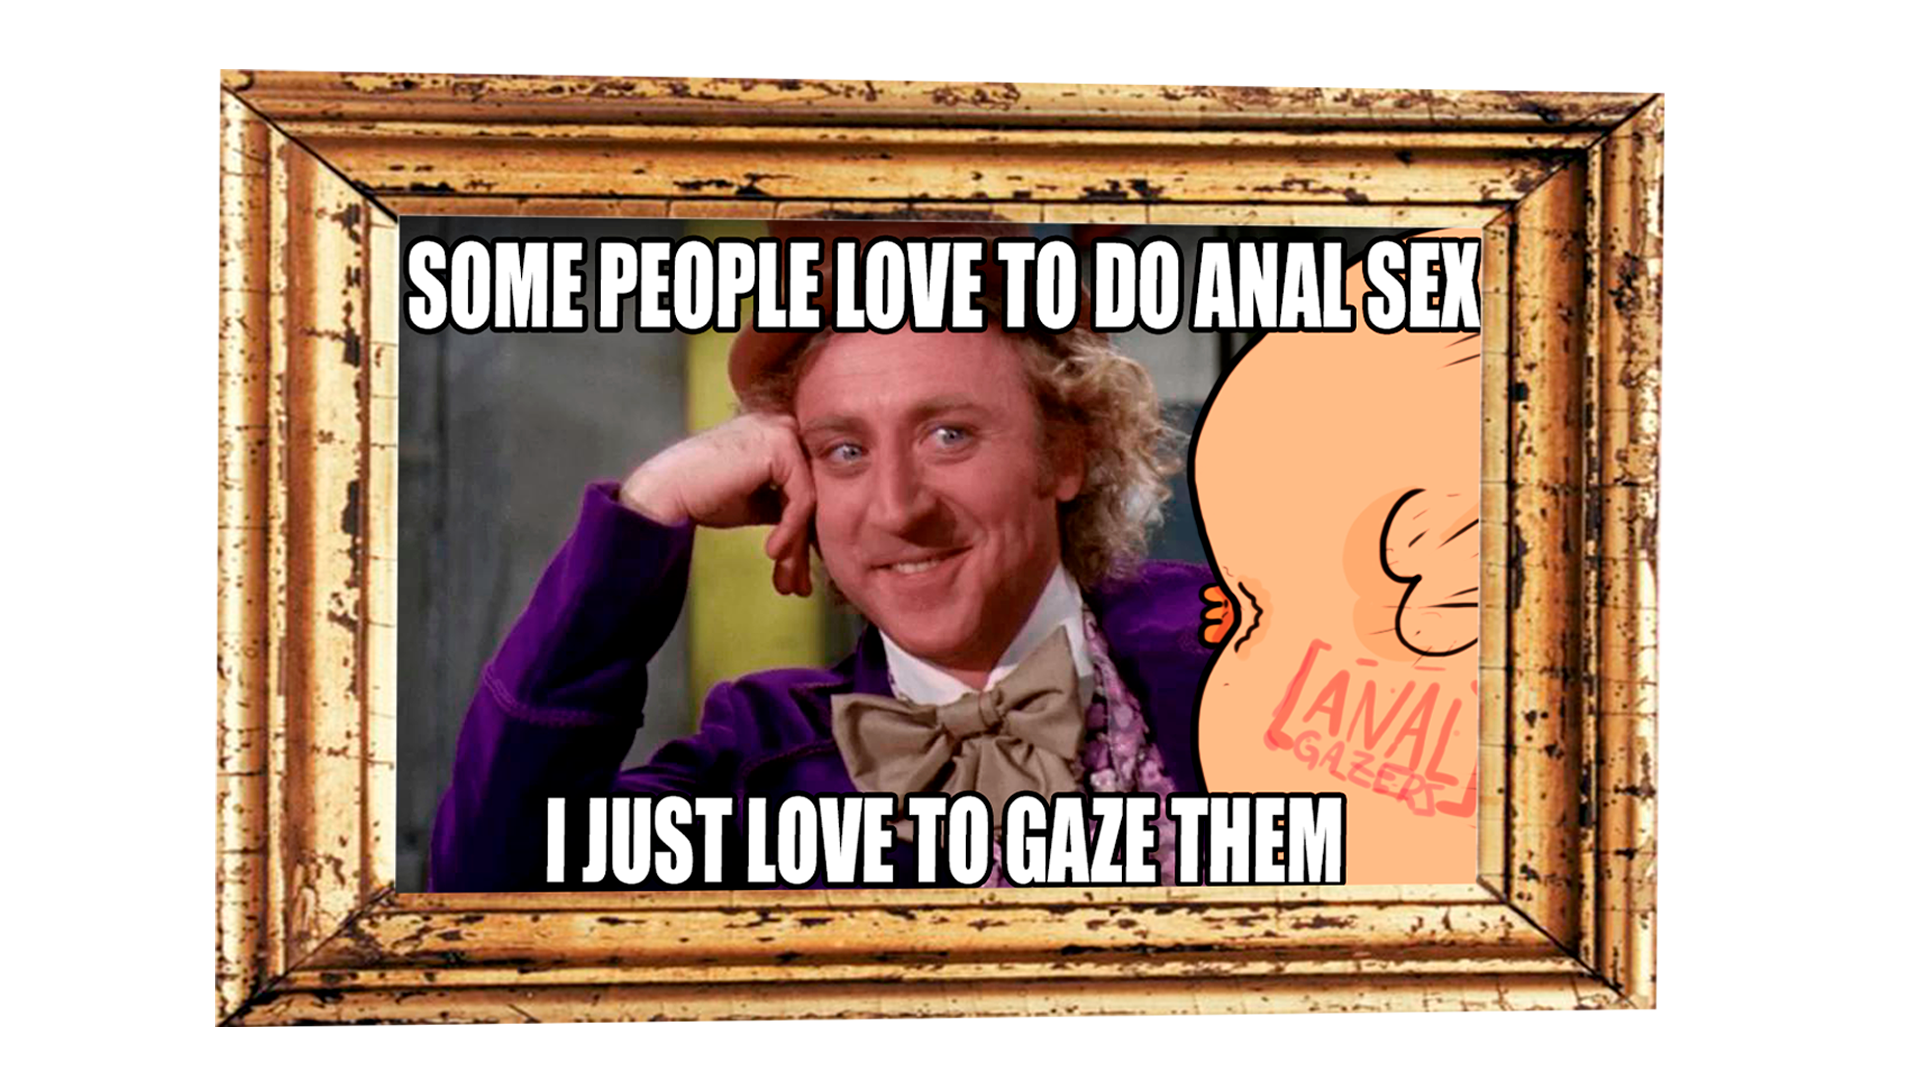 SOME PEOPLE LOVE TO DO ANAL SEX
[ANAL
GAZERS]
I JUST LOVE TO GAZE THEM